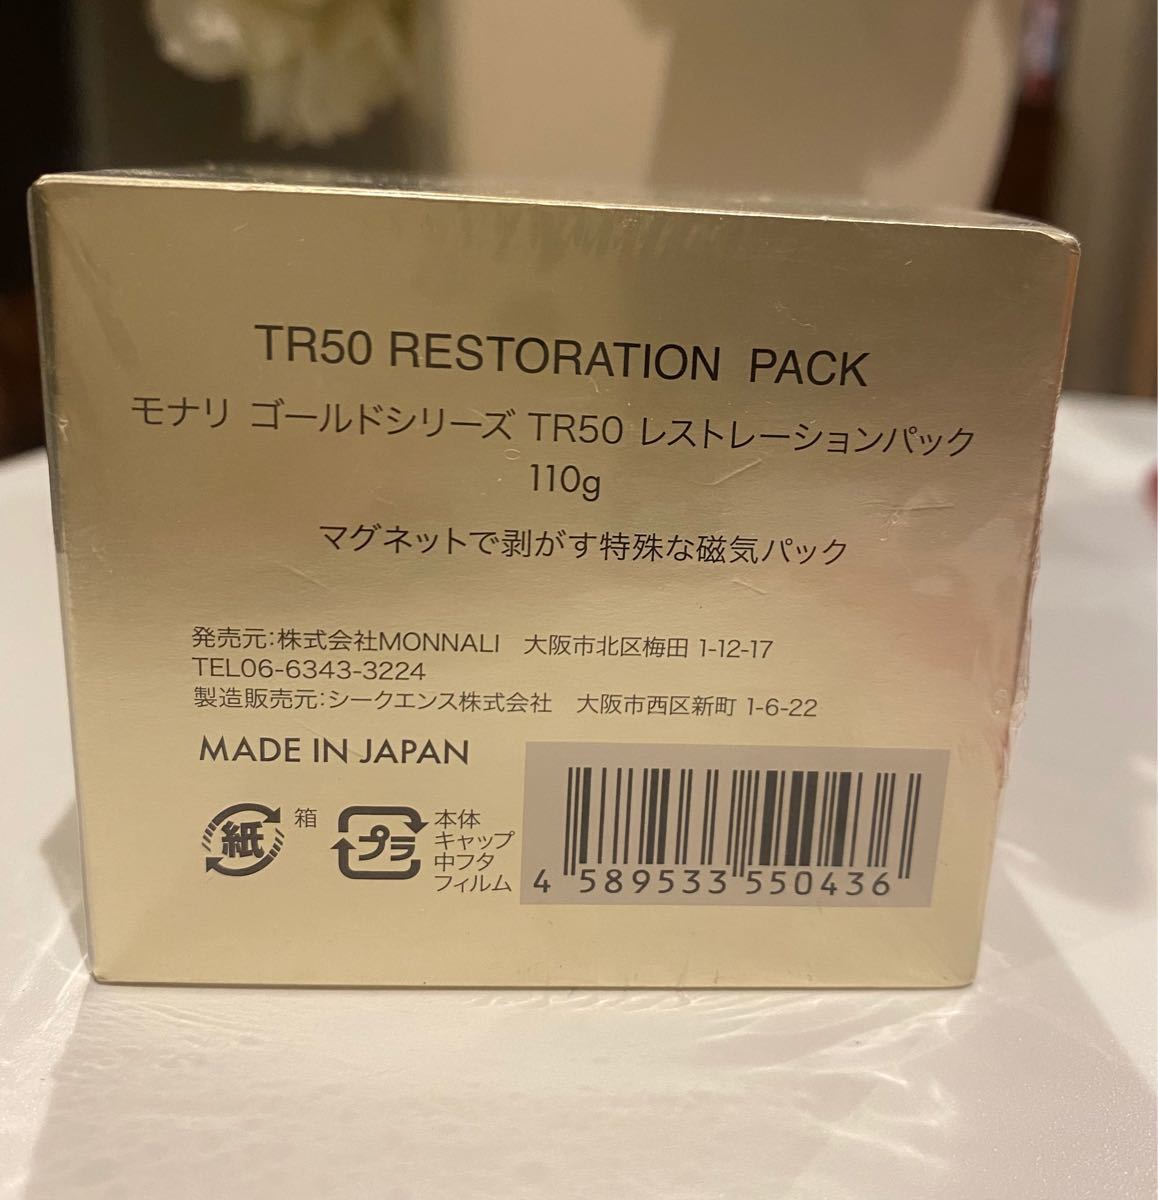 TR50 RESTORATION PACK
モナリ ゴールドシリーズ TR50 レストレーションパック
110g
マグネットで剥がす特殊な磁気パック
発売元:株式会社MONNALI 大阪市北区梅田 1-12-17
TEL06-6343-3224
製造販売元:シークエンス株式会社 大阪市西区新町 1-6-22
MADE IN JAPAN
紙 箱
プラ 本体
キャップ
中フタ
フィルム
4 589533 550436